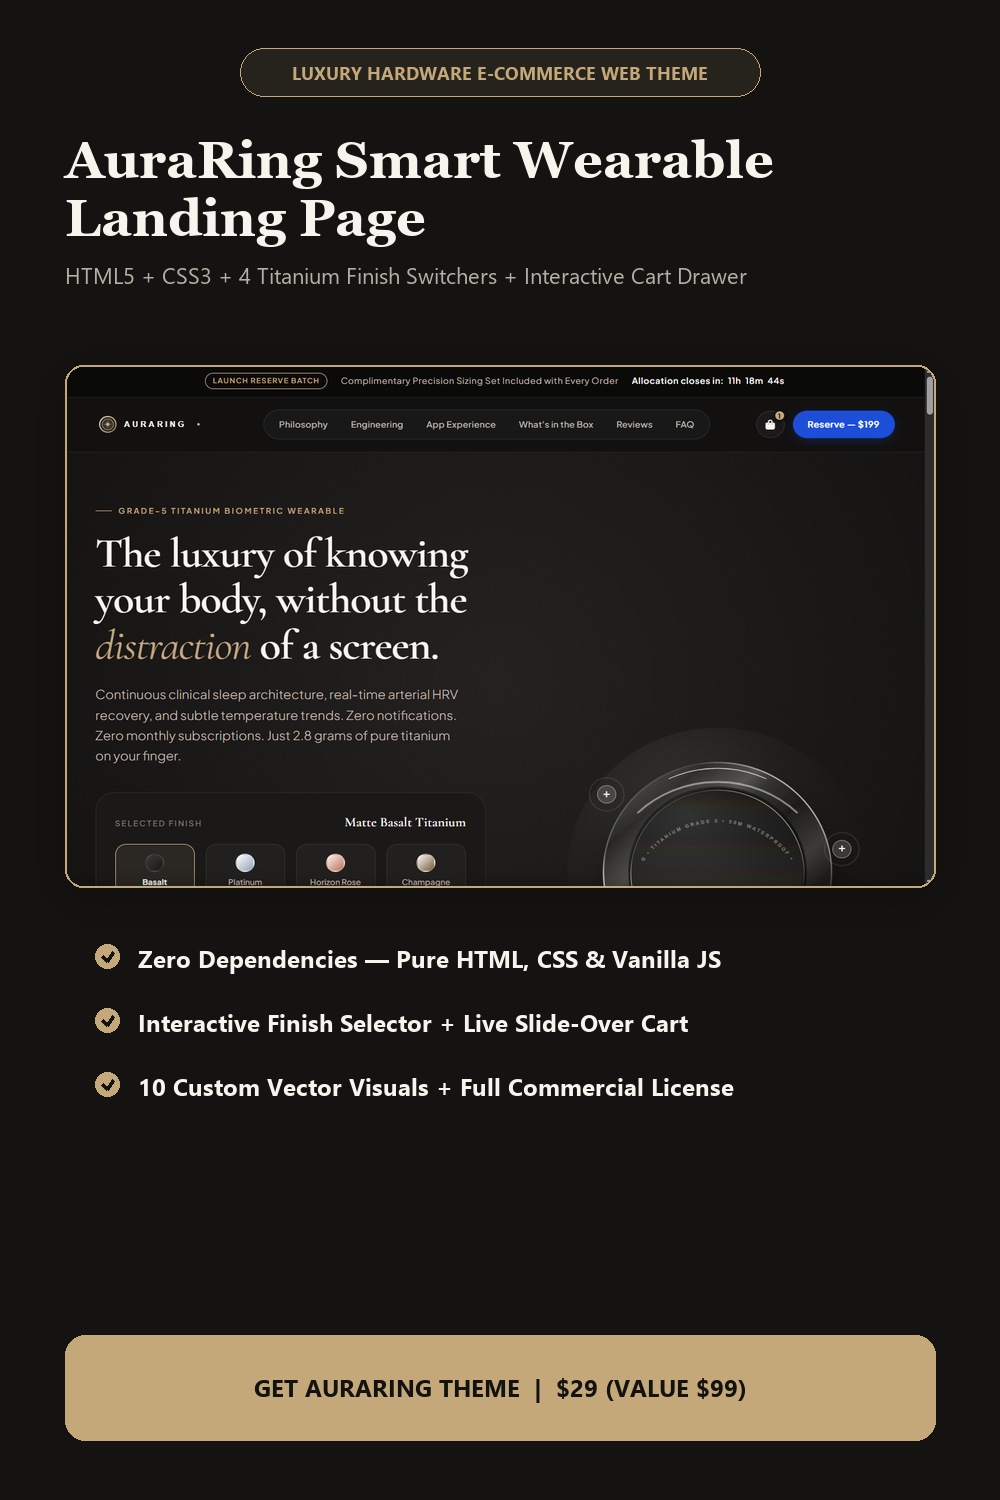 LUXURY HARDWARE E-COMMERCE WEB THEME
AuraRing Smart Wearable
Landing Page
HTML5 + CSS3 + 4 Titanium Finish Switchers + Interactive Cart Drawer
LAUNCH RESERVE BATCH Complimentary Precision Sizing Set Included with Every Order Allocation closes in: 11h 18m 44s
AURARING Philosophy Engineering App Experience What's in the Box Reviews FAQ 1 Reserve — $199
GRADE-5 TITANIUM BIOMETRIC WEARABLE
The luxury of knowing
your body, without the
distraction of a screen.
Continuous clinical sleep architecture, real-time arterial HRV
recovery, and subtle temperature trends. Zero notifications.
Zero monthly subscriptions. Just 2.8 grams of pure titanium
on your finger.
SELECTED FINISH Matte Basalt Titanium
Basalt Platinum Horizon Rose Champagne
• TITANIUM GRADE 5 • 50M WATERPROOF •
Zero Dependencies — Pure HTML, CSS & Vanilla JS
Interactive Finish Selector + Live Slide-Over Cart
10 Custom Vector Visuals + Full Commercial License
GET AURARING THEME | $29 (VALUE $99)